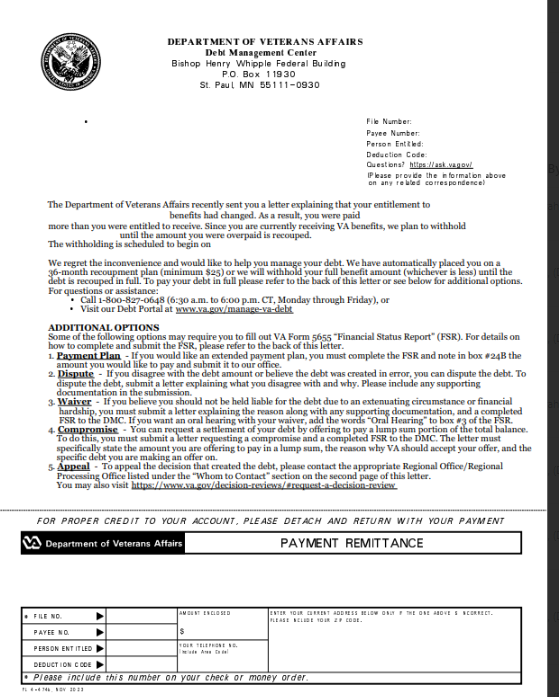 DEPARTMENT OF VETERANS AFFAIRS
Debt Management Center
Bishop Henry Whipple Federal Building
P.O. Box 11930
St. Paul, MN 55111-0930
File Number:
Payee Number:
Person Entitled:
Deduction Code:
Questions? https://ask.va.gov/
(Please provide the information above
on any related correspondence)
The Department of Veterans Affairs recently sent you a letter explaining that your entitlement to
benefits had changed. As a result, you were paid
more than you were entitled to receive. Since you are currently receiving VA benefits, we plan to withhold
until the amount you were overpaid is recouped.
The withholding is scheduled to begin on
We regret the inconvenience and would like to help you manage your debt. We have automatically placed you on a
36-month recoupment plan (minimum $25) or we will withhold your full benefit amount (whichever is less) until the
debt is recouped in full. To pay your debt in full please refer to the back of this letter or see below for additional options.
For questions or assistance:
• Call 1-800-827-0648 (6:30 a.m. to 6:00 p.m. CT, Monday through Friday), or
• Visit our Debt Portal at www.va.gov/manage-va-debt
ADDITIONAL OPTIONS
Some of the following options may require you to fill out VA Form 5655 “Financial Status Report” (FSR). For details on
how to complete and submit the FSR, please refer to the back of this letter.
1. Payment Plan - If you would like an extended payment plan, you must complete the FSR and note in box #24B the
amount you would like to pay and submit it to our office.
2. Dispute - If you disagree with the debt amount or believe the debt was created in error, you can dispute the debt. To
dispute the debt, submit a letter explaining what you disagree with and why. Please include any supporting
documentation in the submission.
3. Waiver - If you believe you should not be held liable for the debt due to an extenuating circumstance or financial
hardship, you must submit a letter explaining the reason along with any supporting documentation, and a completed
FSR to the DMC. If you want an oral hearing with your waiver, add the words “Oral Hearing” to box #3 of the FSR.
4. Compromise - You can request a settlement of your debt by offering to pay a lump sum portion of the total balance.
To do this, you must submit a letter requesting a compromise and a completed FSR to the DMC. The letter must
specifically state the amount you are offering to pay in a lump sum, the reason why VA should accept your offer, and the
specific debt you are making an offer on.
5. Appeal - To appeal the decision that created the debt, please contact the appropriate Regional Office/Regional
Processing Office listed under the “Whom to Contact” section on the second page of this letter.
You may also visit https://www.va.gov/decision-reviews/#request-a-decision-review
FOR PROPER CREDIT TO YOUR ACCOUNT, PLEASE DETACH AND RETURN WITH YOUR PAYMENT
VA Department of Veterans Affairs
PAYMENT REMITTANCE
* FILE NO.
PAYEE NO.
PERSON ENTITLED
DEDUCTION CODE
AMOUNT ENCLOSED
$
YOUR TELEPHONE NO.
(Include Area Code)
ENTER YOUR CURRENT ADDRESS BELOW ONLY IF THE ONE ABOVE IS INCORRECT.
PLEASE INCLUDE YOUR ZIP CODE.
* Please include this number on your check or money order.
NOV 2023